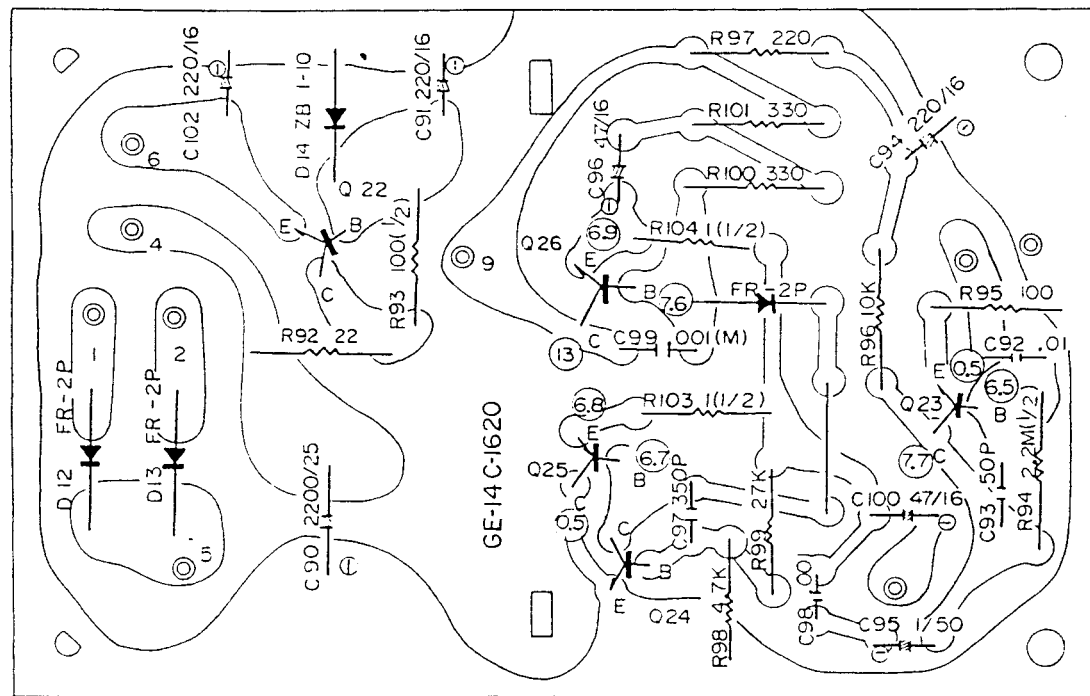 C102 220/16
D14 ZB 1-10
C91 220/16
6
Q 22
E
B
C
4
R93 100(1/2)
R92 22
1
2
FR-2P
FR-2P
D12
D13
5
C90 2200/25
9
GE-14C-1620
R97 220
R101 330
R100 330
C96 47/16
C94 220/16
6.9
R104 1(1/2)
Q26
E
B
7.6
FR-2P
C
13
C99 .001(M)
R96 10K
R95 100
C92 .01
0.5
6.5
E
Q23
B
C
7.7
6.8
R103 1(1/2)
E
Q25
6.7
B
C
0.5
C97 350P
R99 27K
C100 47/16
C93 50P
R94 2.2M(1/2)
C
B
E
Q24
R98 4.7K
C98
C95 1/50